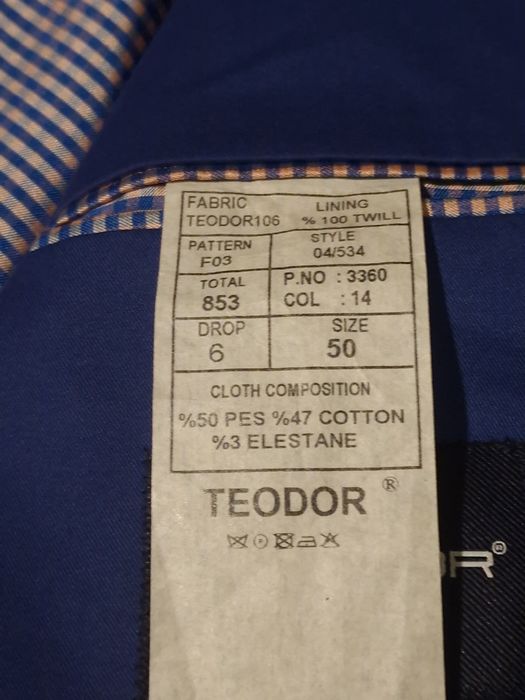 FABRIC
TEODOR106
LINING
% 100 TWILL
PATTERN
F03
STYLE
04/534
TOTAL
853
P.NO : 3360
COL : 14
DROP
6
SIZE
50
CLOTH COMPOSITION
%50 PES %47 COTTON
%3 ELESTANE
TEODOR ®
OR®